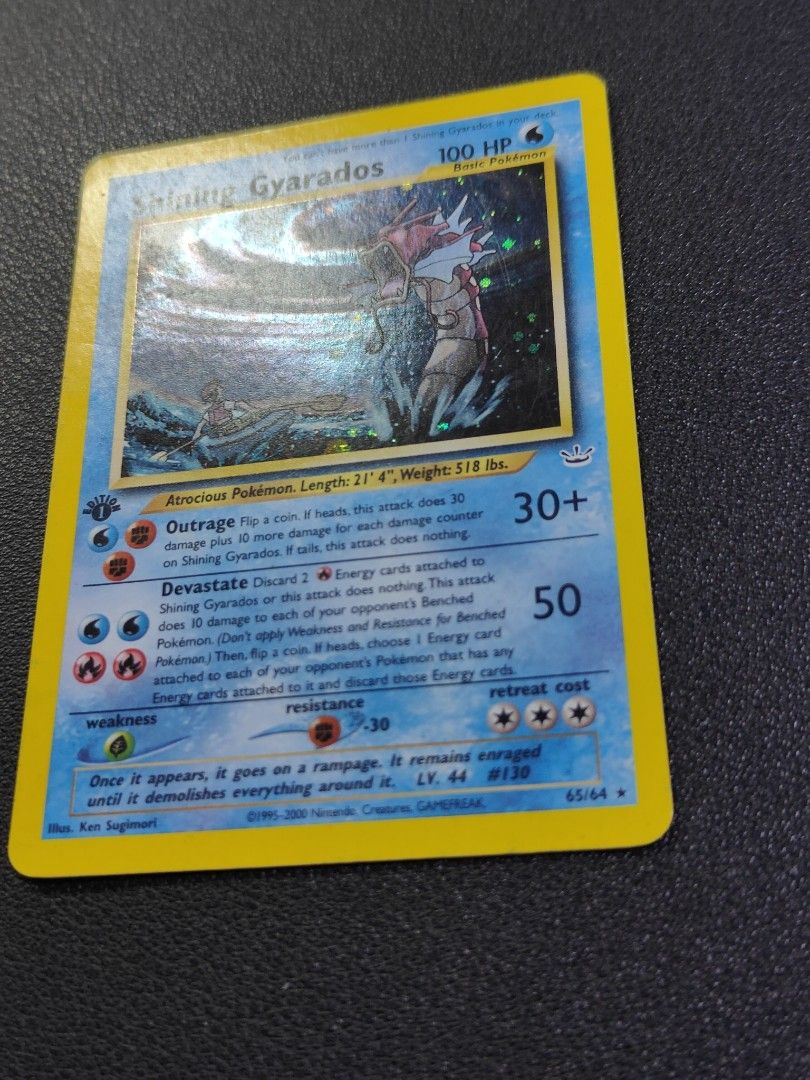 You can't have more than 1 Shining Gyarados in your deck.
Shining Gyarados
100 HP
Basic Pokémon
Atrocious Pokémon. Length: 21' 4", Weight: 518 lbs.
EDITION
1
Outrage Flip a coin. If heads, this attack does 30
damage plus 10 more damage for each damage counter
on Shining Gyarados. If tails, this attack does nothing.
30+
Devastate Discard 2 Energy cards attached to
Shining Gyarados or this attack does nothing. This attack
does 10 damage to each of your opponent's Benched
Pokémon. (Don't apply Weakness and Resistance for Benched
Pokémon.) Then, flip a coin. If heads, choose 1 Energy card
attached to each of your opponent's Pokémon that has any
Energy cards attached to it and discard those Energy cards.
50
weakness
resistance
-30
retreat cost
Once it appears, it goes on a rampage. It remains enraged
until it demolishes everything around it. LV. 44 #130
Illus. Ken Sugimori
©1995-2000 Nintendo, Creatures, GAMEFREAK.
65/64 ★